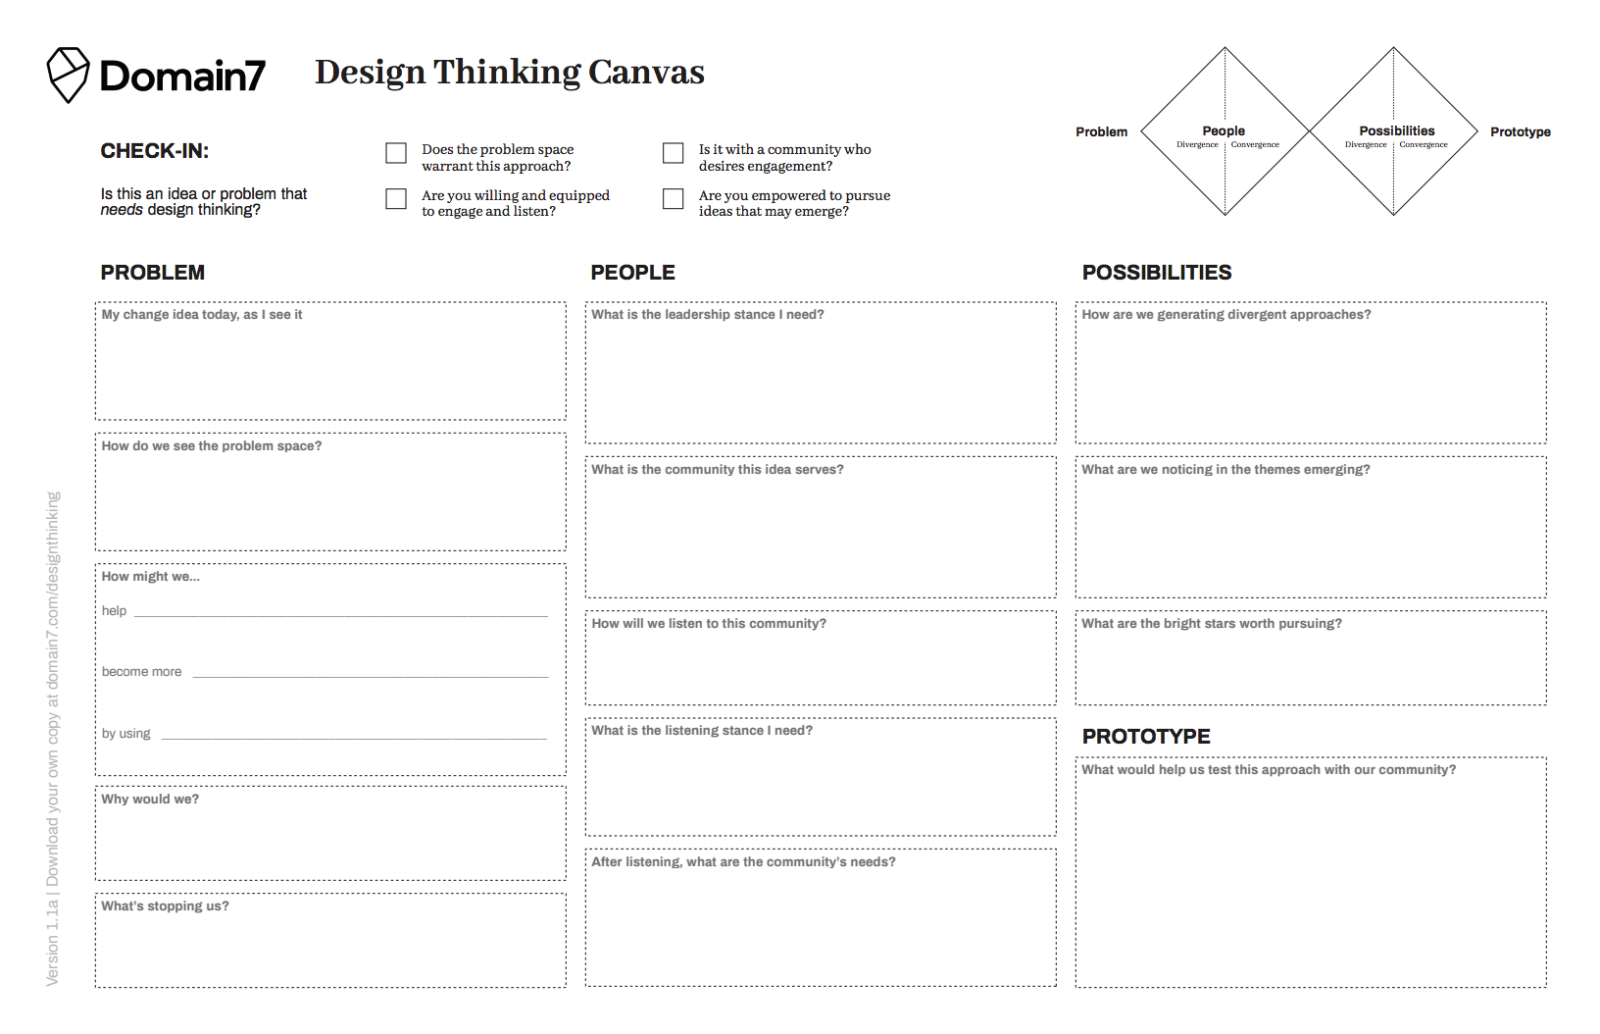 Domain7
Design Thinking Canvas
CHECK-IN:
Is this an idea or problem that
needs design thinking?
Does the problem space
warrant this approach?
Are you willing and equipped
to engage and listen?
Is it with a community who
desires engagement?
Are you empowered to pursue
ideas that may emerge?
Problem
People
Divergence
Convergence
Possibilities
Divergence
Convergence
Prototype
PROBLEM
My change idea today, as I see it
How do we see the problem space?
How might we...
help
become more
by using
Why would we?
What's stopping us?
PEOPLE
What is the leadership stance I need?
What is the community this idea serves?
How will we listen to this community?
What is the listening stance I need?
After listening, what are the community's needs?
POSSIBILITIES
How are we generating divergent approaches?
What are we noticing in the themes emerging?
What are the bright stars worth pursuing?
PROTOTYPE
What would help us test this approach with our community?
Version 1.1a | Download your own copy at domain7.com/designthinking